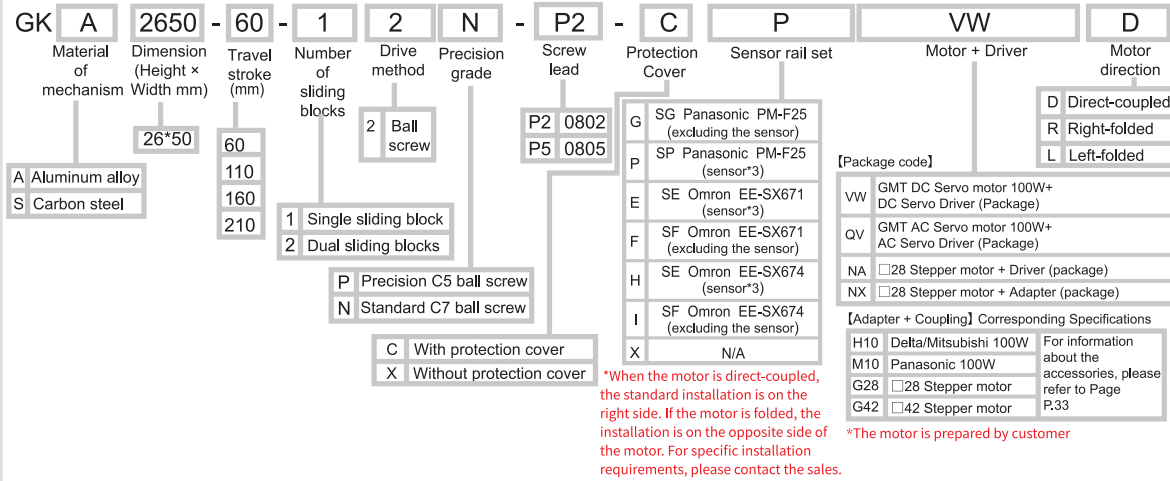 GK A 2650 - 60 - 1 2 N - P2 - C P VW D
Material
of
mechanism
Dimension
(Height ×
Width mm)
Travel
stroke
(mm)
Number
of
sliding
blocks
Drive
method
Precision
grade
Screw
lead
Protection
Cover
Sensor rail set
Motor + Driver
Motor
direction
A Aluminum alloy
S Carbon steel
26*50
60
110
160
210
1 Single sliding block
2 Dual sliding blocks
2 Ball
screw
P Precision C5 ball screw
N Standard C7 ball screw
P2 0802
P5 0805
C With protection cover
X Without protection cover
G SG Panasonic PM-F25
(excluding the sensor)
P SP Panasonic PM-F25
(sensor*3)
E SE Omron EE-SX671
(sensor*3)
F SF Omron EE-SX671
(excluding the sensor)
H SE Omron EE-SX674
(sensor*3)
I SF Omron EE-SX674
(excluding the sensor)
X N/A
*When the motor is direct-coupled,
the standard installation is on the
right side. If the motor is folded, the
installation is on the opposite side of
the motor. For specific installation
requirements, please contact the sales.
D Direct-coupled
R Right-folded
L Left-folded
【Package code】
VW GMT DC Servo motor 100W+
DC Servo Driver (Package)
QV GMT AC Servo motor 100W+
AC Servo Driver (Package)
NA □28 Stepper motor + Driver (package)
NX □28 Stepper motor + Adapter (package)
【Adapter + Coupling】 Corresponding Specifications
H10 Delta/Mitsubishi 100W
M10 Panasonic 100W
G28 □28 Stepper motor
G42 □42 Stepper motor
For information
about the
accessories, please
refer to Page
P.33
*The motor is prepared by customer